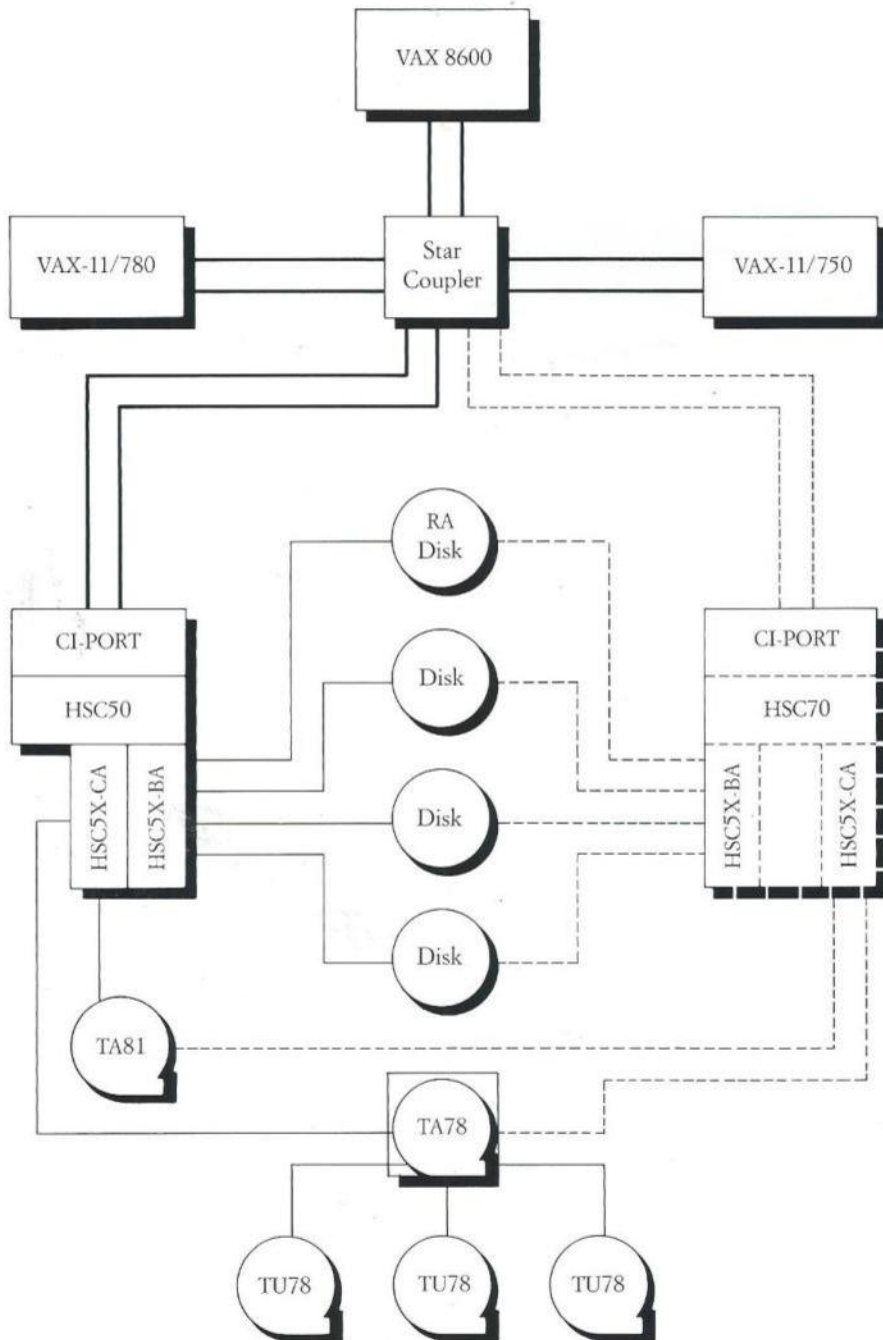 VAX 8600
VAX-11/780
Star
Coupler
VAX-11/750
RA
Disk
CI-PORT
HSC50
HSC5X-CA
HSC5X-BA
Disk
Disk
Disk
CI-PORT
HSC70
HSC5X-BA
HSC5X-CA
TA81
TA78
TU78
TU78
TU78